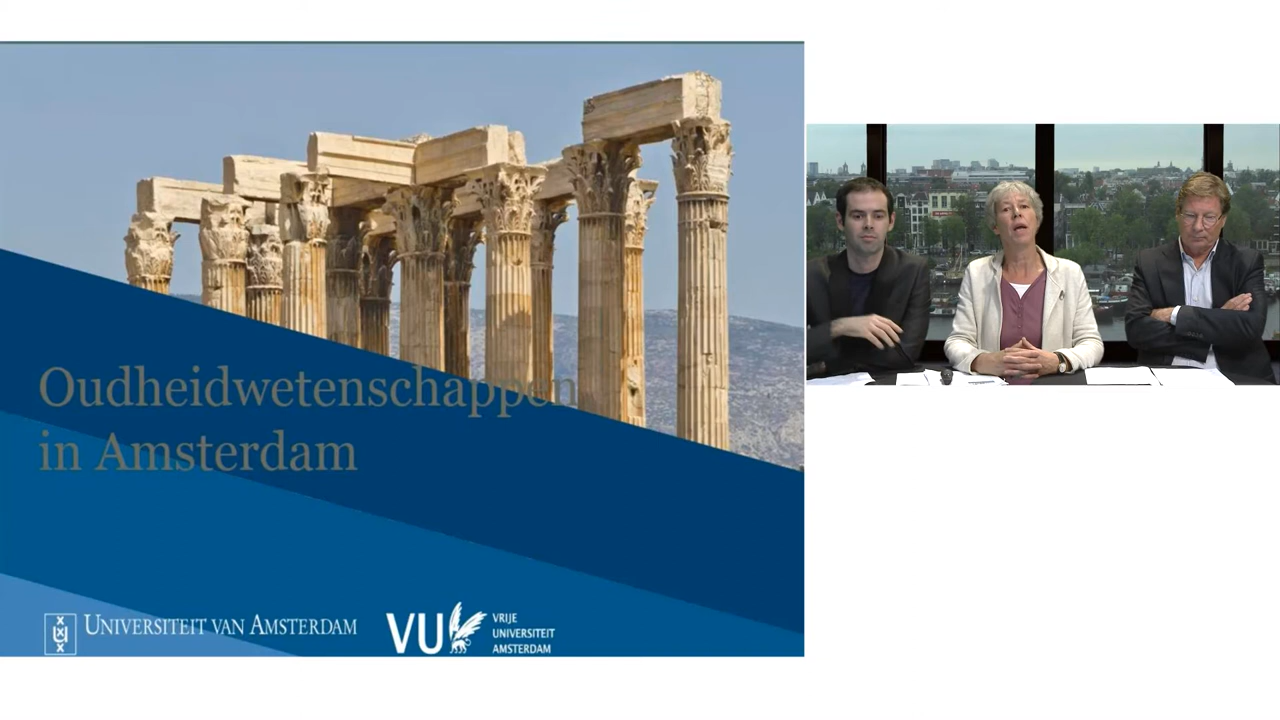 Oudheidwetenschappen
in Amsterdam
UNIVERSITEIT VAN AMSTERDAM
VU
VRIJE
UNIVERSITEIT
AMSTERDAM